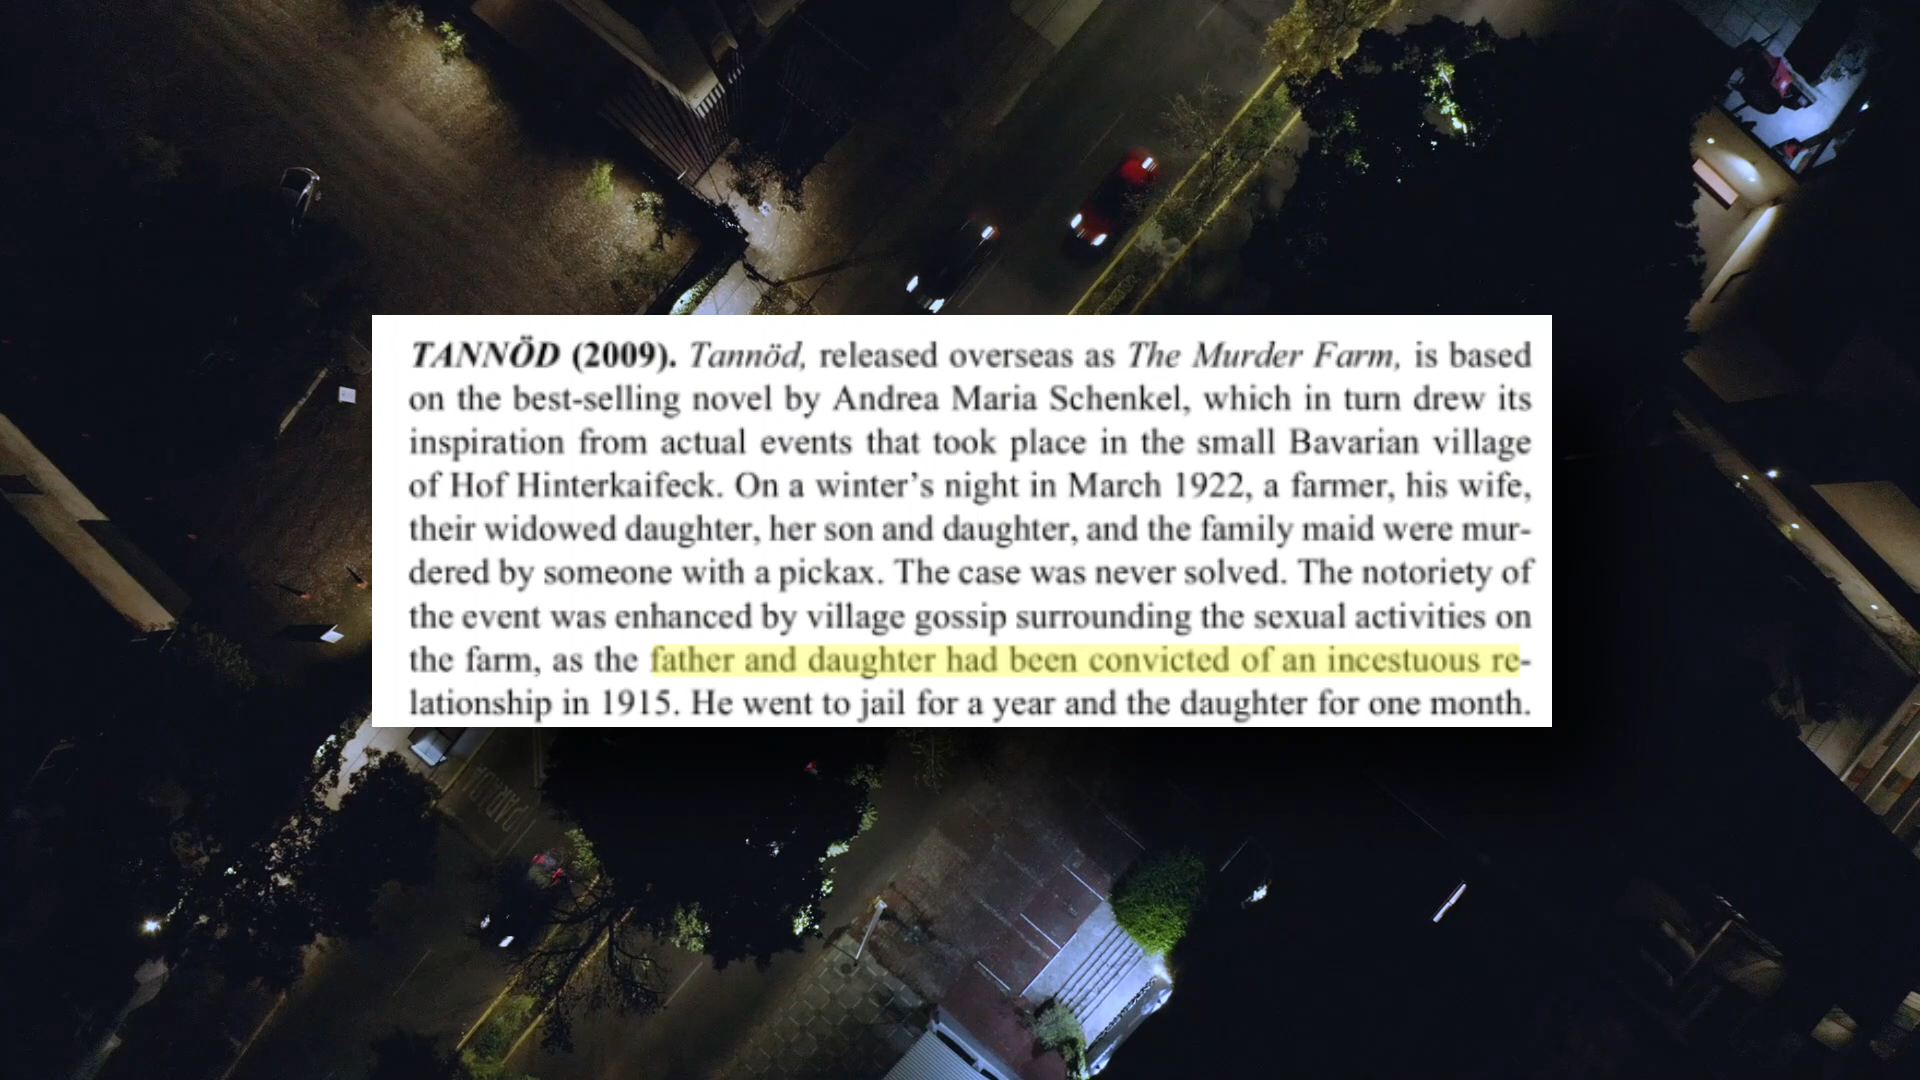 TANNÖD (2009). Tannöd, released overseas as The Murder Farm, is based
on the best-selling novel by Andrea Maria Schenkel, which in turn drew its
inspiration from actual events that took place in the small Bavarian village
of Hof Hinterkaifeck. On a winter's night in March 1922, a farmer, his wife,
their widowed daughter, her son and daughter, and the family maid were mur-
dered by someone with a pickax. The case was never solved. The notoriety of
the event was enhanced by village gossip surrounding the sexual activities on
the farm, as the father and daughter had been convicted of an incestuous re-
lationship in 1915. He went to jail for a year and the daughter for one month.